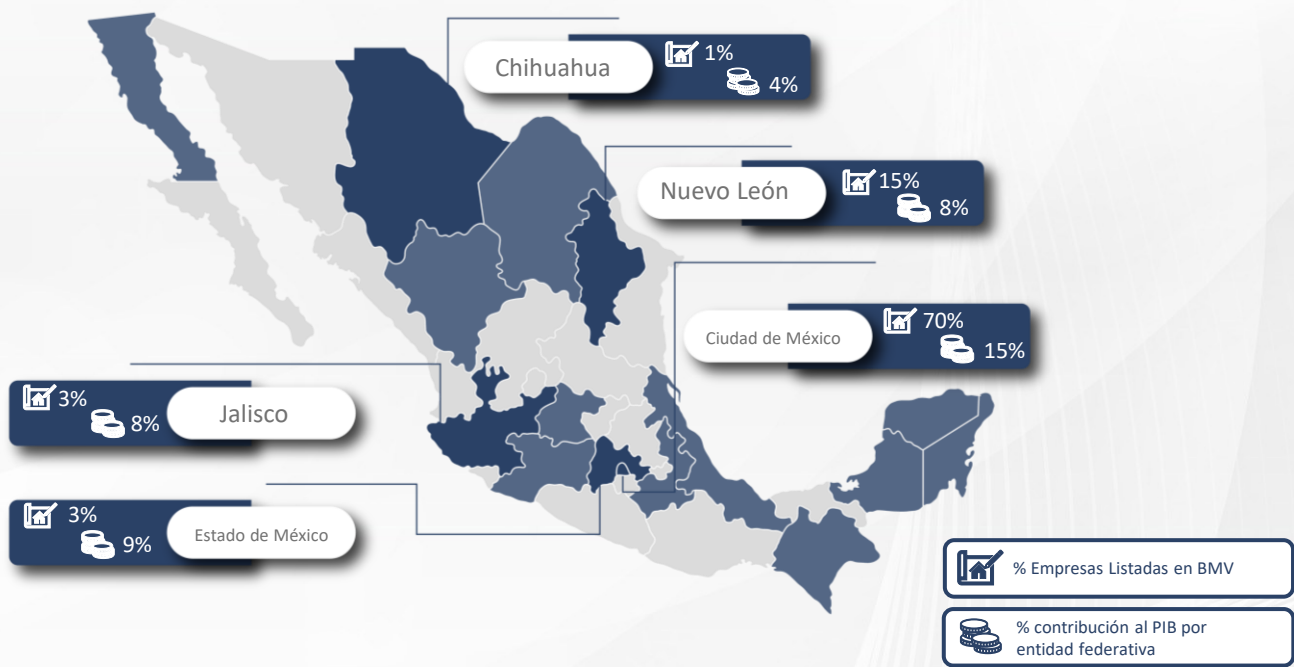 Chihuahua
1%
4%
Nuevo León
15%
8%
Ciudad de México
70%
15%
3%
8%
Jalisco
3%
9%
Estado de México
% Empresas Listadas en BMV
% contribución al PIB por
entidad federativa